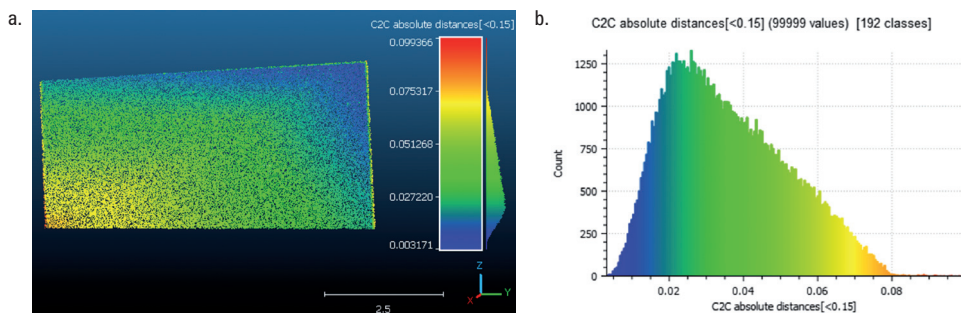 a.
C2C absolute distances[<0.15]
0.099366
0.075317
0.051268
0.027220
0.003171
Z
X
Y
2.5
b.
C2C absolute distances[<0.15] (99999 values) [192 classes]
Count
1250
1000
750
500
250
0
0.02
0.04
0.06
0.08
C2C absolute distances[<0.15]